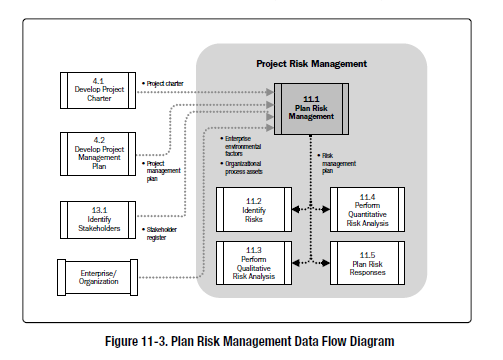 Project Risk Management
4.1
Develop Project
Charter
• Project charter
11.1
Plan Risk
Management
4.2
Develop Project
Management
Plan
• Project
management
plan
• Enterprise
environmental
factors
• Organizational
process assets
• Risk
management
plan
13.1
Identify
Stakeholders
• Stakeholder
register
11.2
Identify
Risks
11.4
Perform
Quantitative
Risk Analysis
Enterprise/
Organization
11.3
Perform
Qualitative
Risk Analysis
11.5
Plan Risk
Responses
Figure 11-3. Plan Risk Management Data Flow Diagram